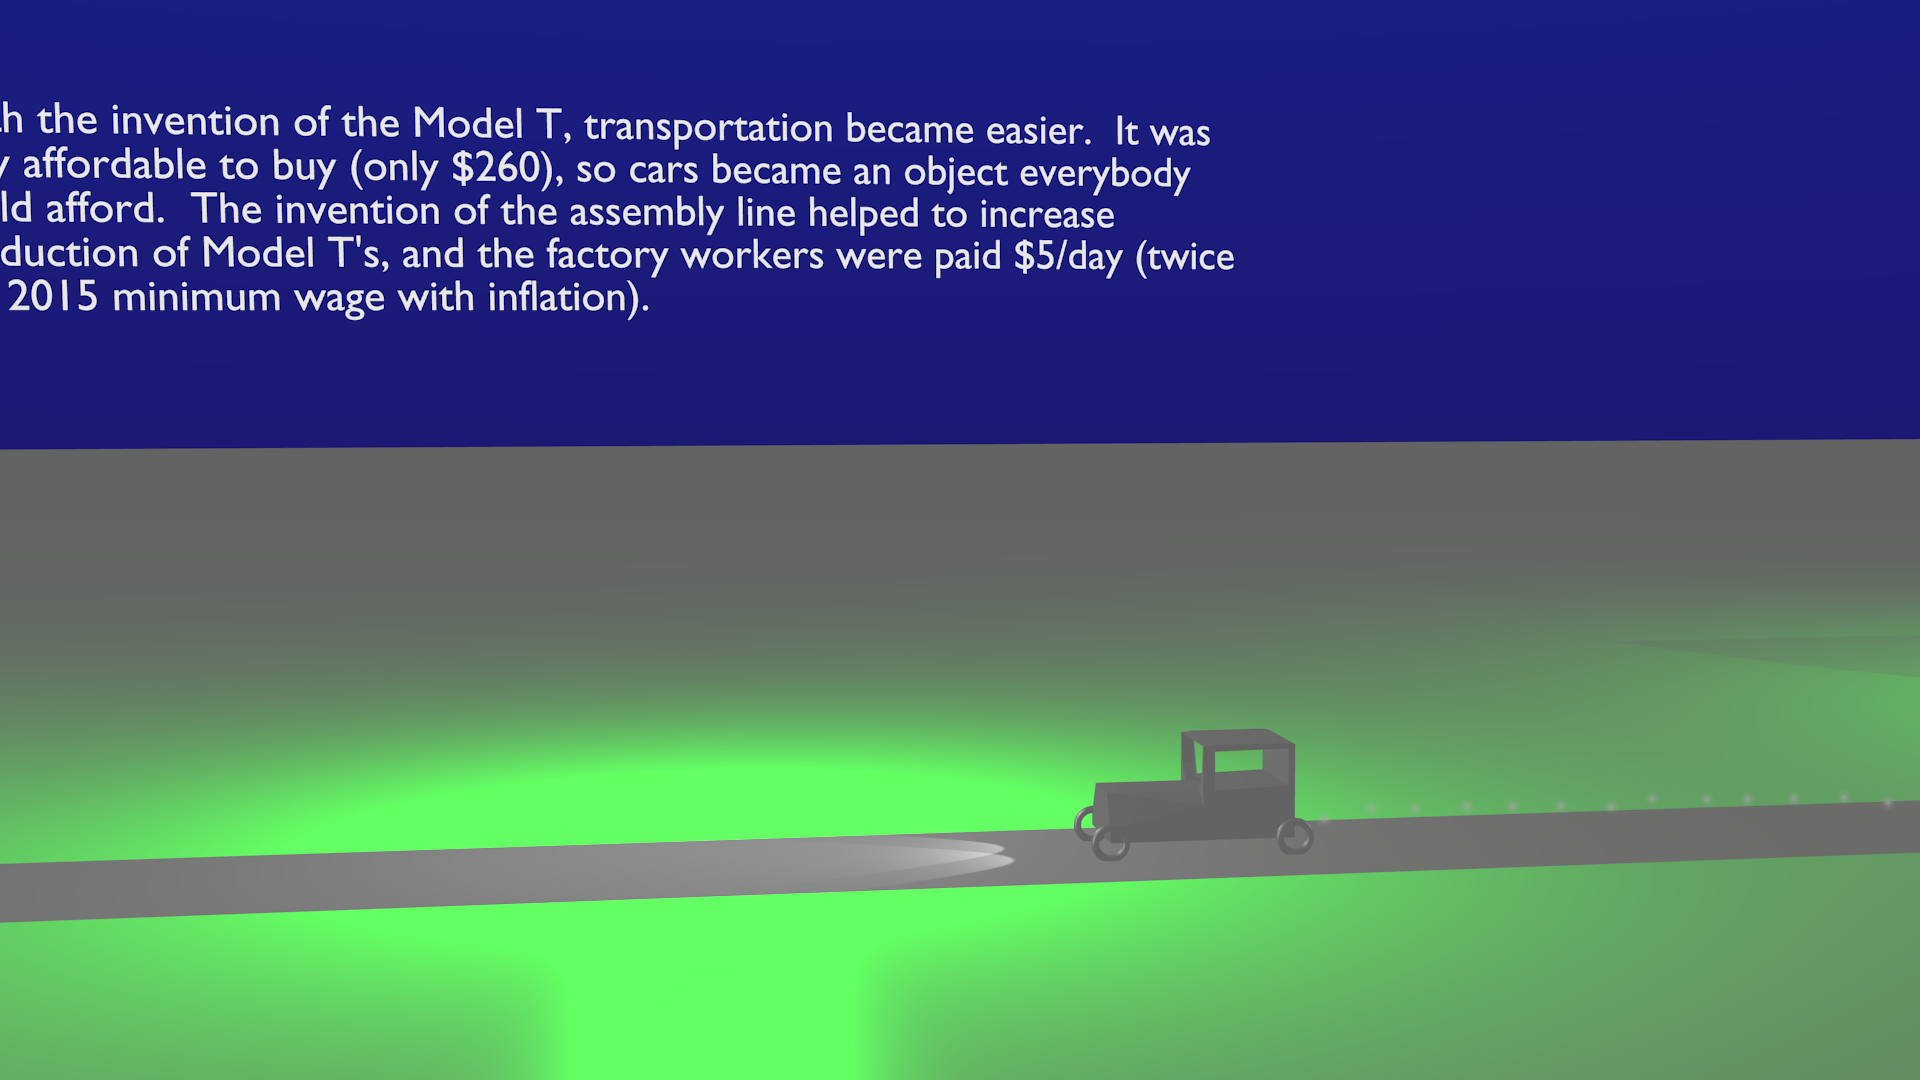 h the invention of the Model T, transportation became easier.  It was
y affordable to buy (only $260), so cars became an object everybody
ld afford.  The invention of the assembly line helped to increase
duction of Model T's, and the factory workers were paid $5/day (twice
2015 minimum wage with inflation).